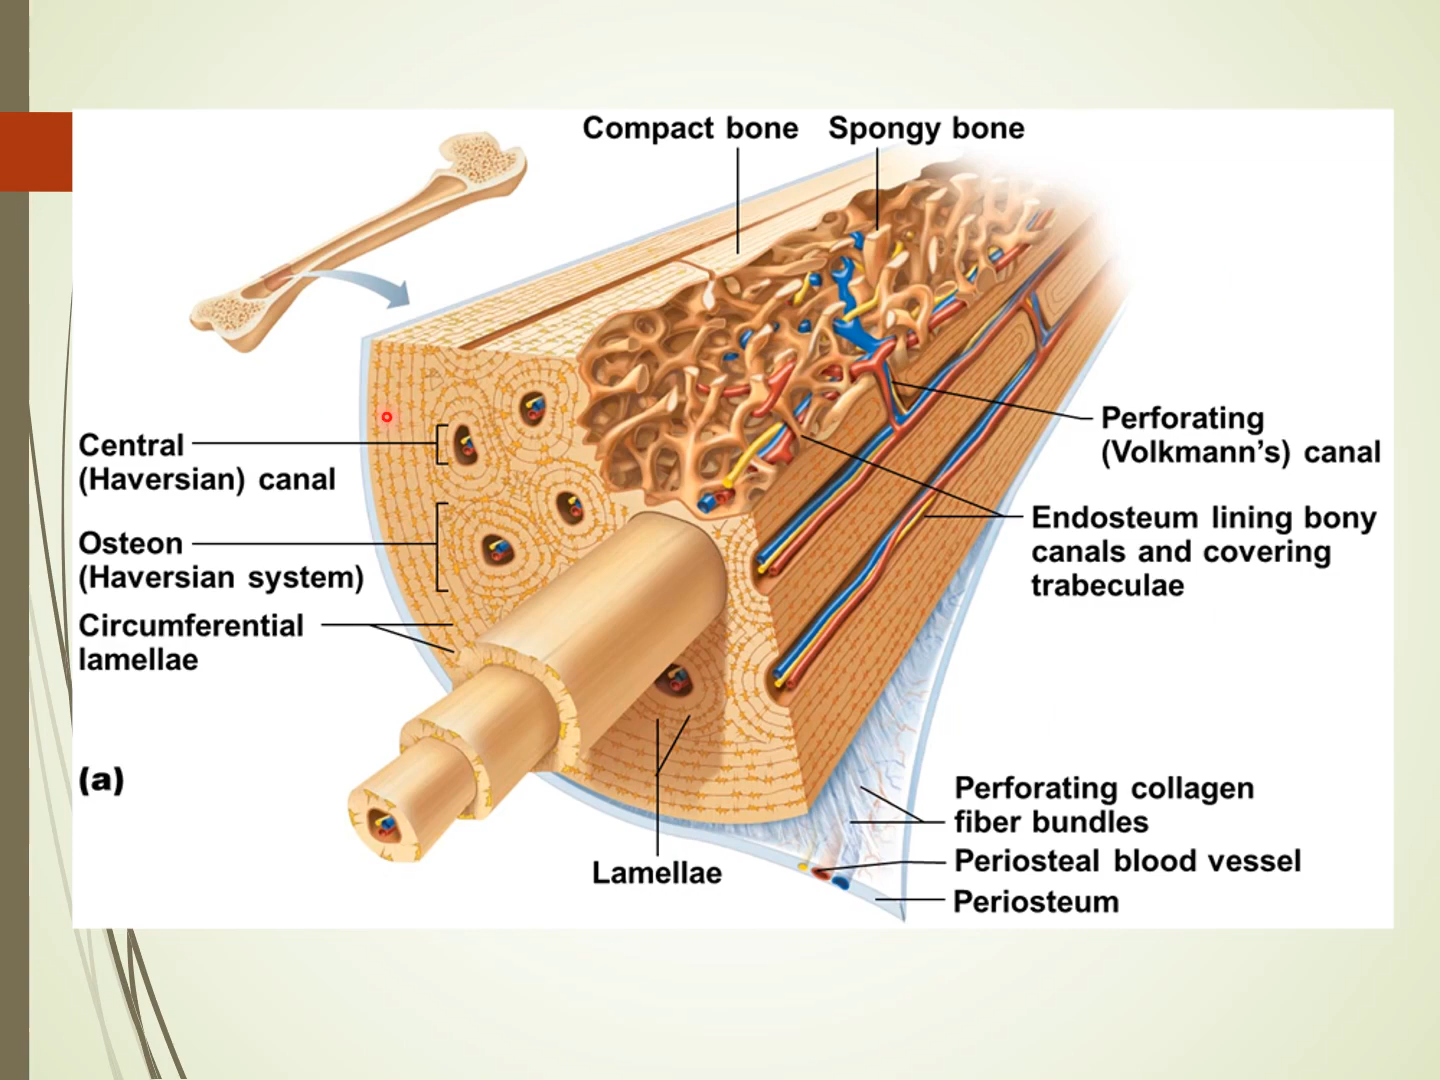 Compact bone
Spongy bone
Central
(Haversian) canal
Osteon
(Haversian system)
Circumferential
lamellae
(a)
Lamellae
Perforating
(Volkmann’s) canal
Endosteum lining bony
canals and covering
trabeculae
Perforating collagen
fiber bundles
Periosteal blood vessel
Periosteum